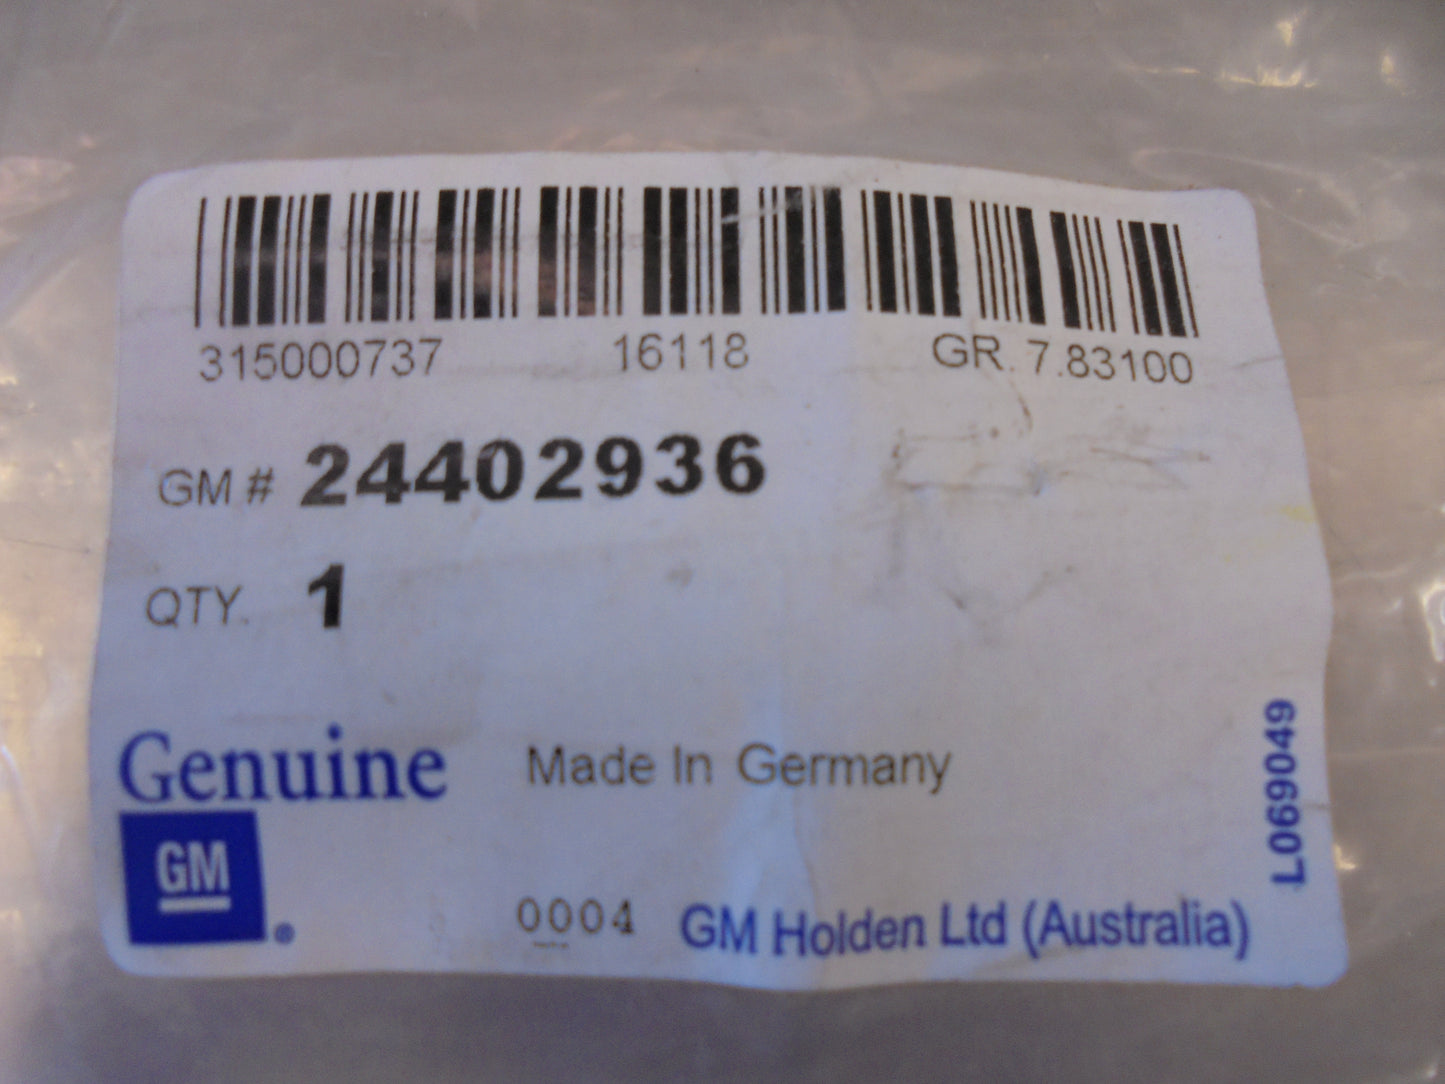 315000737 16118 GR. 7.83100
GM # 24402936
QTY. 1
Genuine Made In Germany
GM ®
0004 GM Holden Ltd (Australia)
L069049